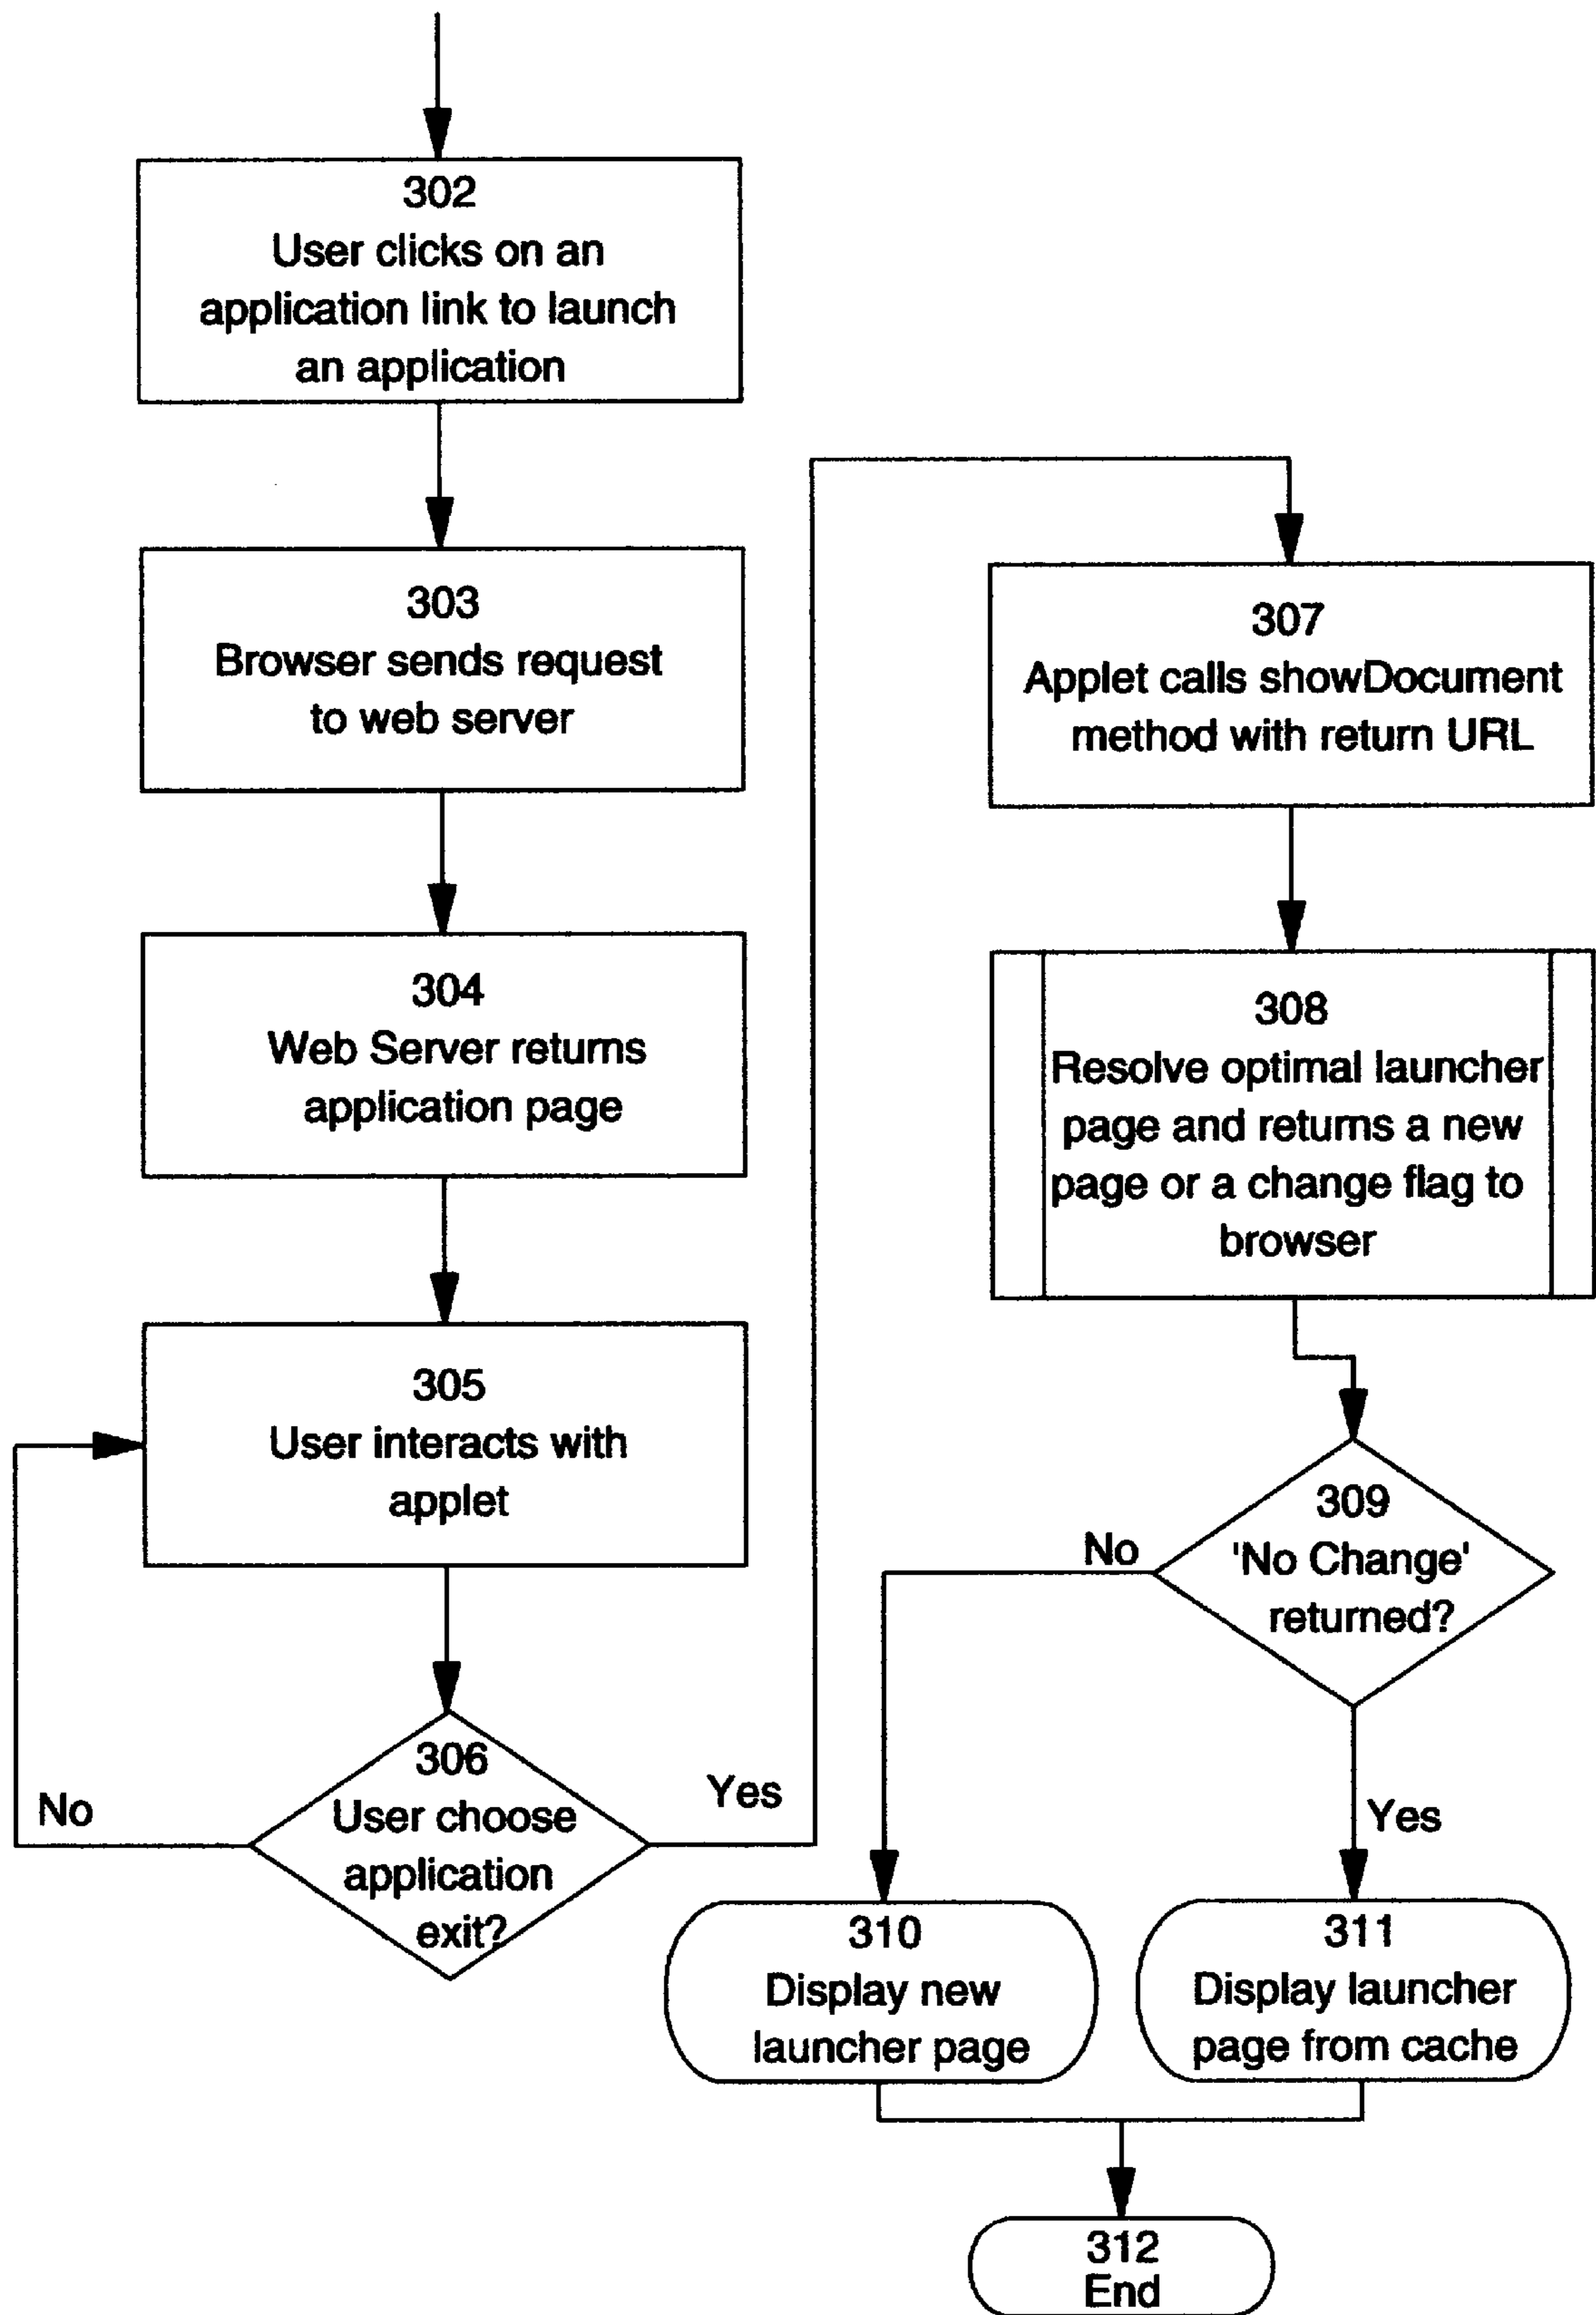 302
User clicks on an
application link to launch
an application
303
Browser sends request
to web server
304
Web Server returns
application page
305
User interacts with
applet
306
User choose
application
exit?
No
Yes
307
Applet calls showDocument
method with return URL
308
Resolve optimal launcher
page and returns a new
page or a change flag to
browser
309
'No Change'
returned?
No
Yes
310
Display new
launcher page
311
Display launcher
page from cache
312
End